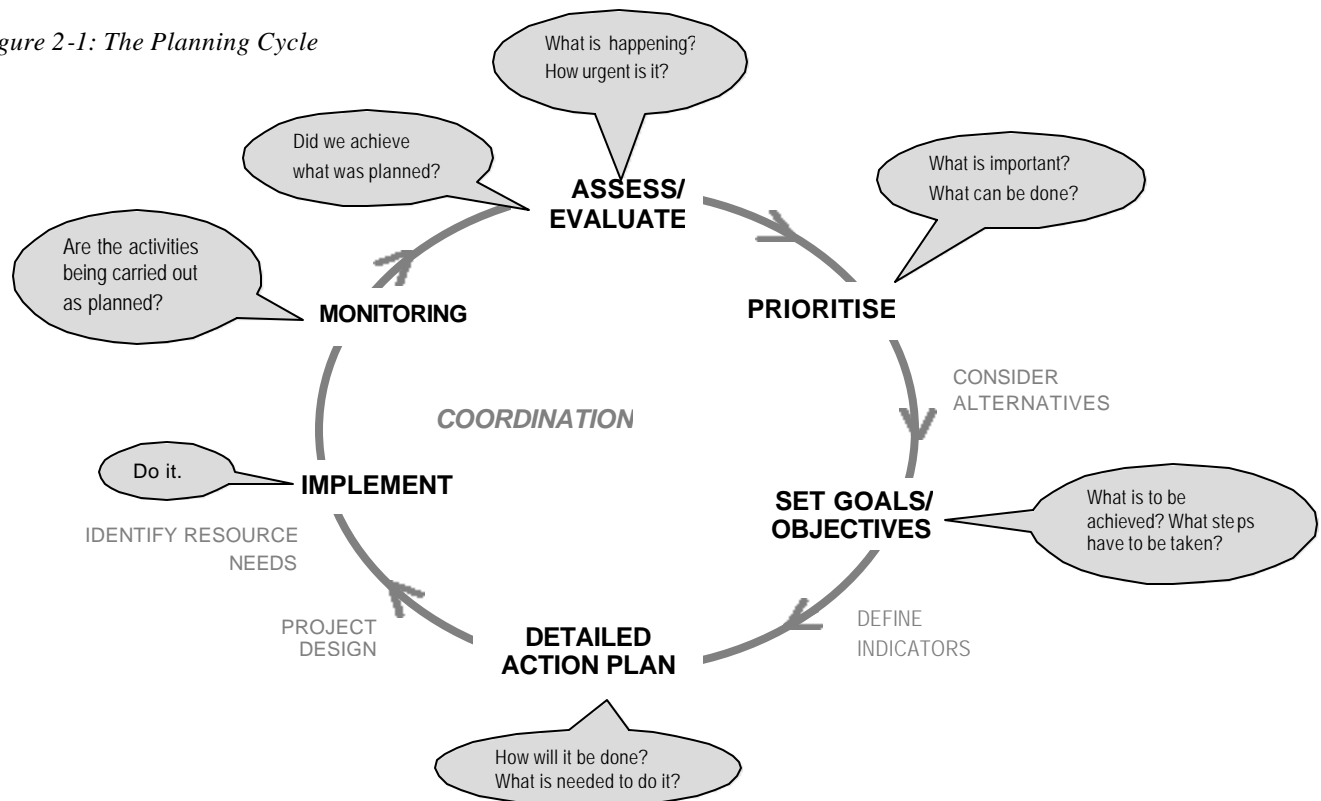 gure 2-1: The Planning Cycle
What is happening?
How urgent is it?
Did we achieve
what was planned?
ASSESS/
EVALUATE
What is important?
What can be done?
Are the activities
being carried out
as planned?
MONITORING
PRIORITISE
CONSIDER
ALTERNATIVES
COORDINATION
Do it.
IMPLEMENT
SET GOALS/
OBJECTIVES
What is to be
achieved? What steps
have to be taken?
IDENTIFY RESOURCE
NEEDS
PROJECT
DESIGN
DETAILED
ACTION PLAN
DEFINE
INDICATORS
How will it be done?
What is needed to do it?